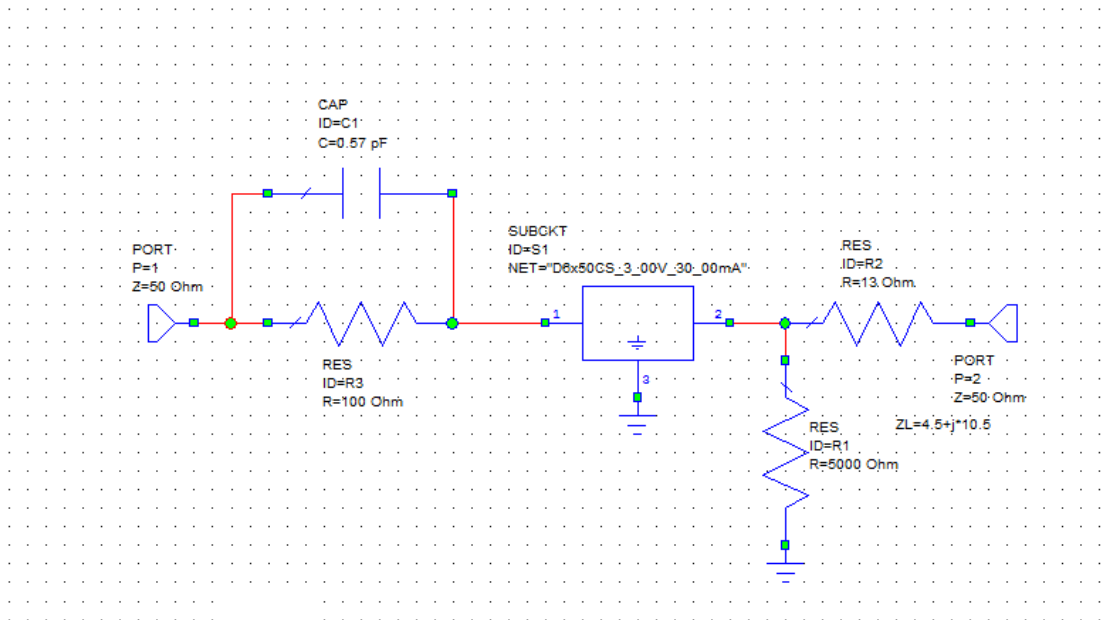 CAP
ID=C1
C=0.57 pF
PORT
P=1
Z=50 Ohm
RES
ID=R3
R=100 Ohm
SUBCKT
ID=S1
NET="D6x50CS_3_00V_30_00mA"
1
2
3
RES
ID=R2
R=13 Ohm
PORT
P=2
Z=50 Ohm
ZL=4.5+j*10.5
RES
ID=R1
R=5000 Ohm